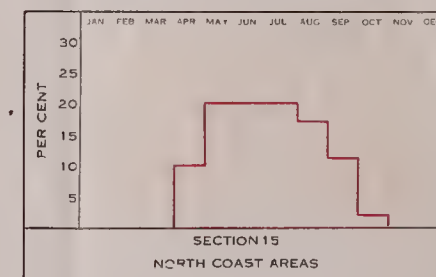 JAN FEB MAR APR MAY JUN JUL AUG SEP OCT NOV DE
30
25
20
15
10
5
PER CENT
SECTION 15
NORTH COAST AREAS